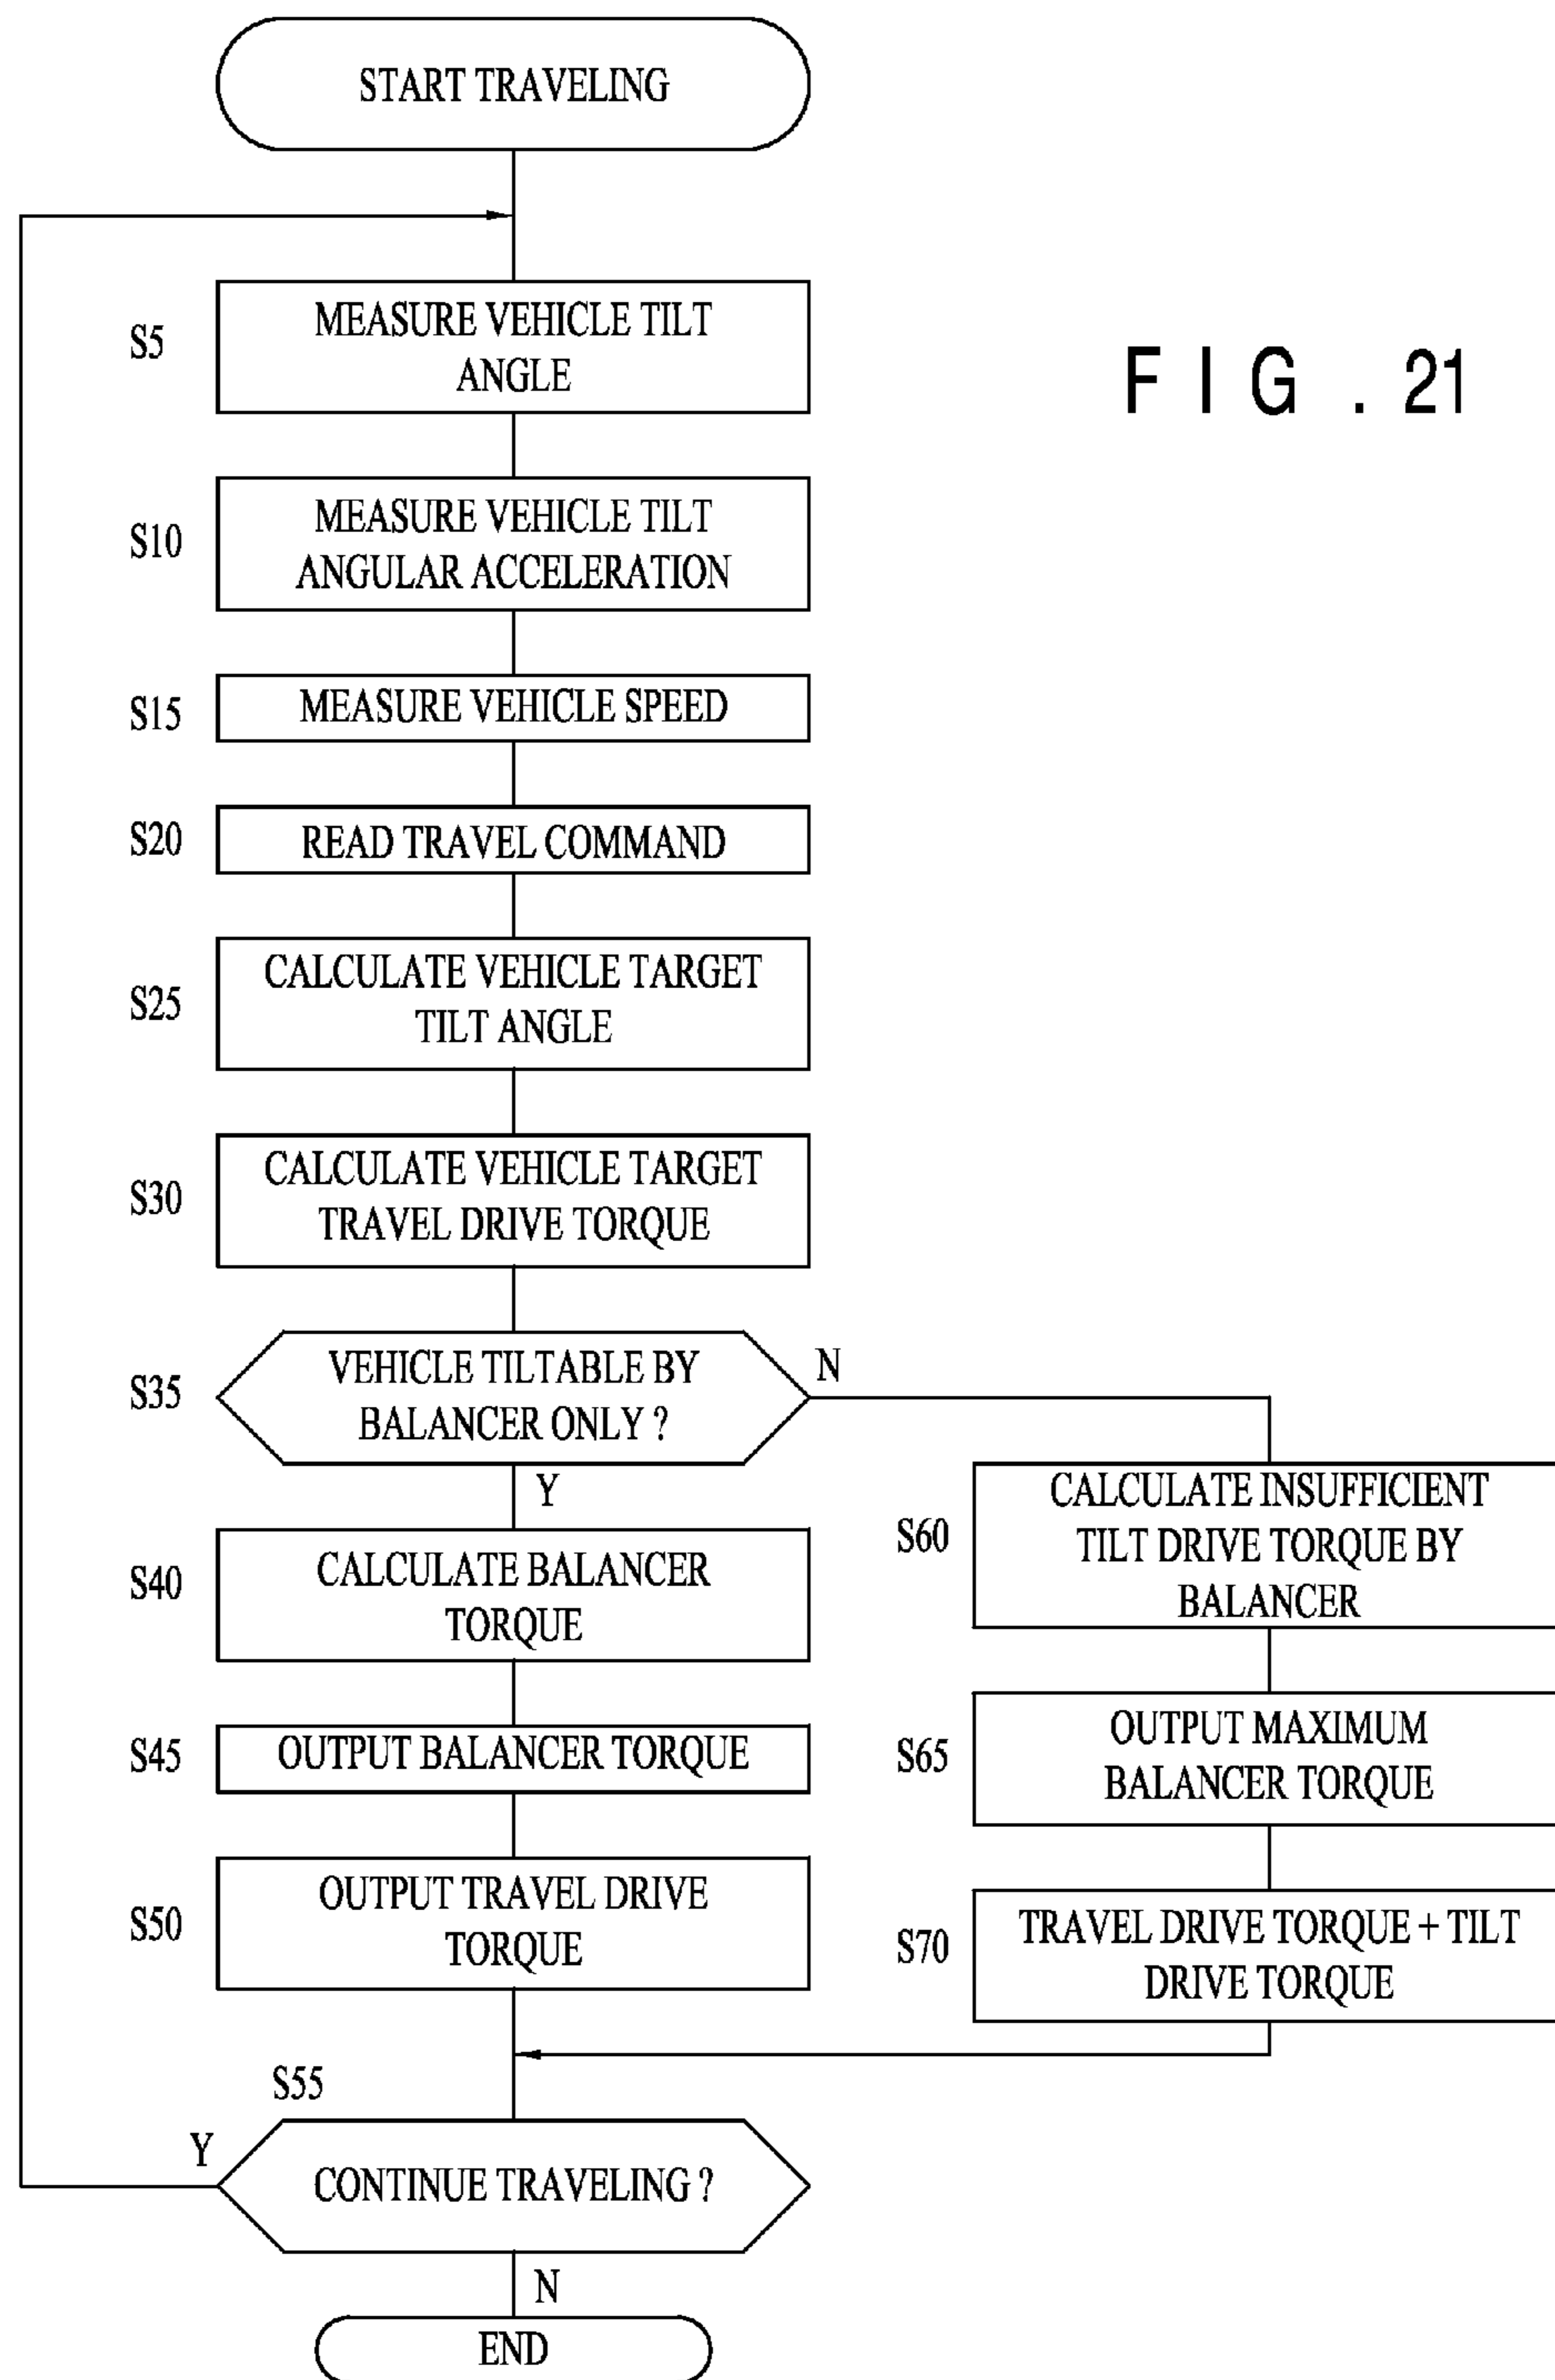 START TRAVELING
F I G . 21
S5
MEASURE VEHICLE TILT
ANGLE
S10
MEASURE VEHICLE TILT
ANGULAR ACCELERATION
S15
MEASURE VEHICLE SPEED
S20
READ TRAVEL COMMAND
S25
CALCULATE VEHICLE TARGET
TILT ANGLE
S30
CALCULATE VEHICLE TARGET
TRAVEL DRIVE TORQUE
S35
VEHICLE TILTABLE BY
BALANCER ONLY ?
N
Y
S40
CALCULATE BALANCER
TORQUE
S45
OUTPUT BALANCER TORQUE
S50
OUTPUT TRAVEL DRIVE
TORQUE
S60
CALCULATE INSUFFICIENT
TILT DRIVE TORQUE BY
BALANCER
S65
OUTPUT MAXIMUM
BALANCER TORQUE
S70
TRAVEL DRIVE TORQUE + TILT
DRIVE TORQUE
S55
Y
CONTINUE TRAVELING ?
N
END